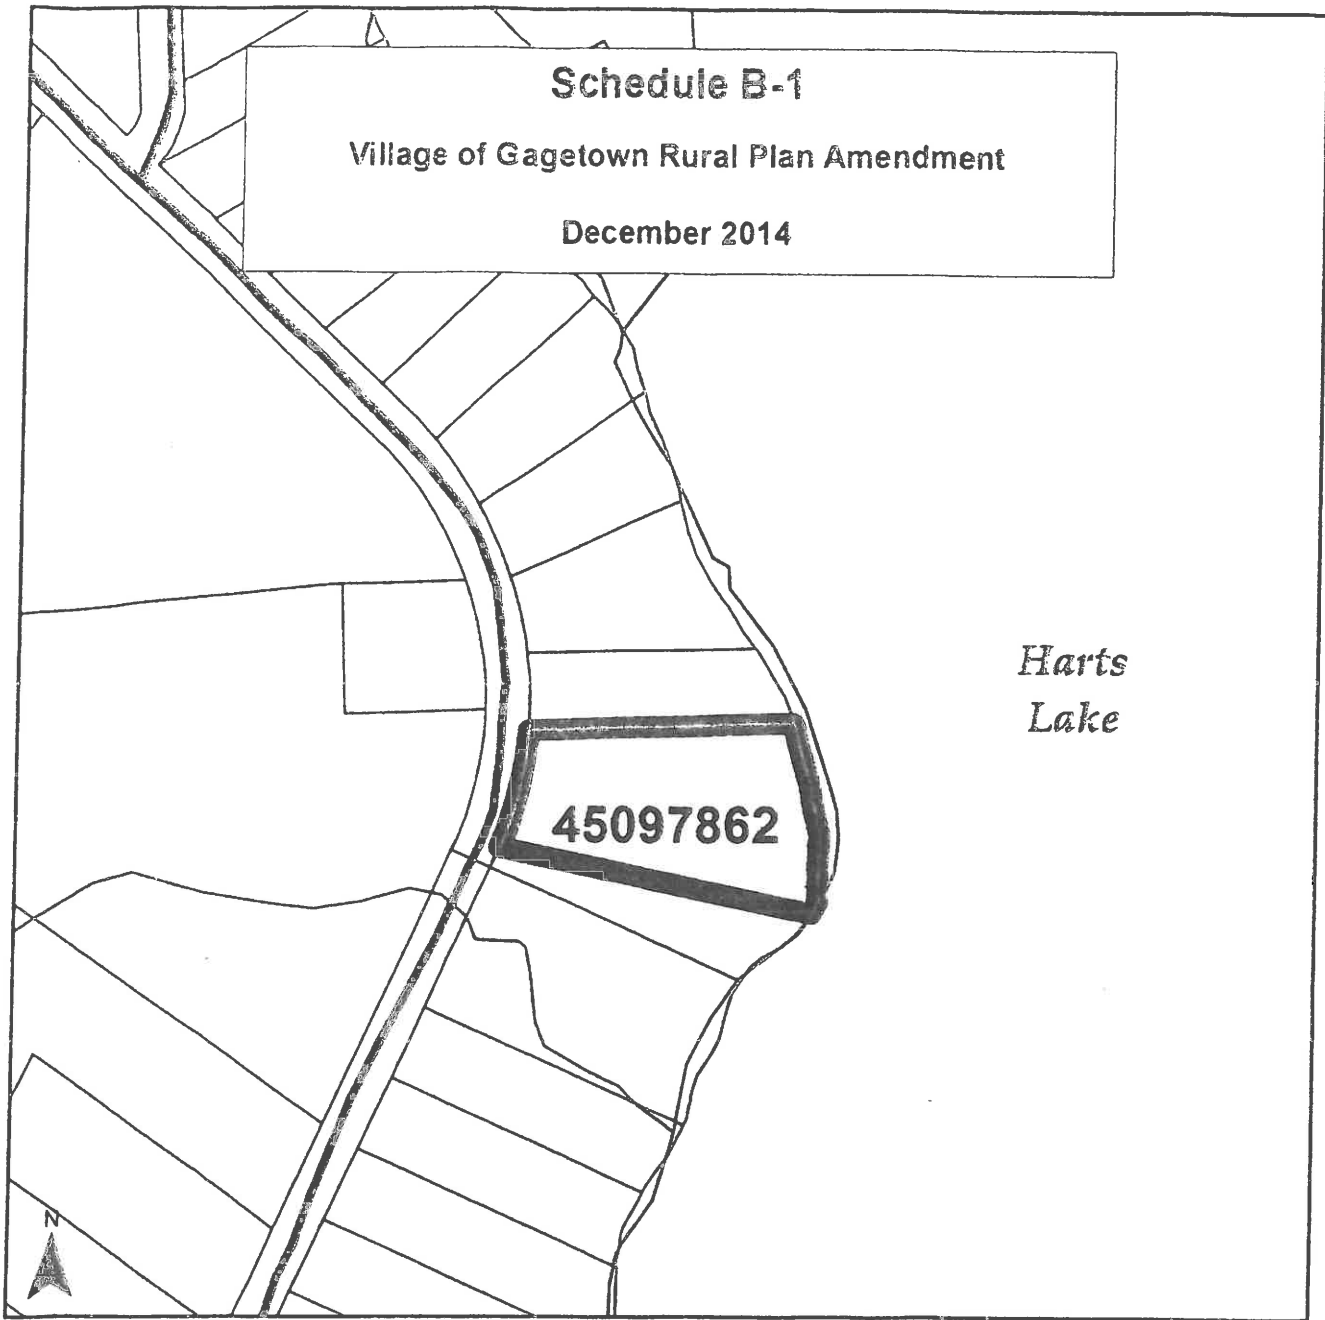 Schedule B-1
Village of Gagetown Rural Plan Amendment
December 2014
Harts
Lake
45097862
N